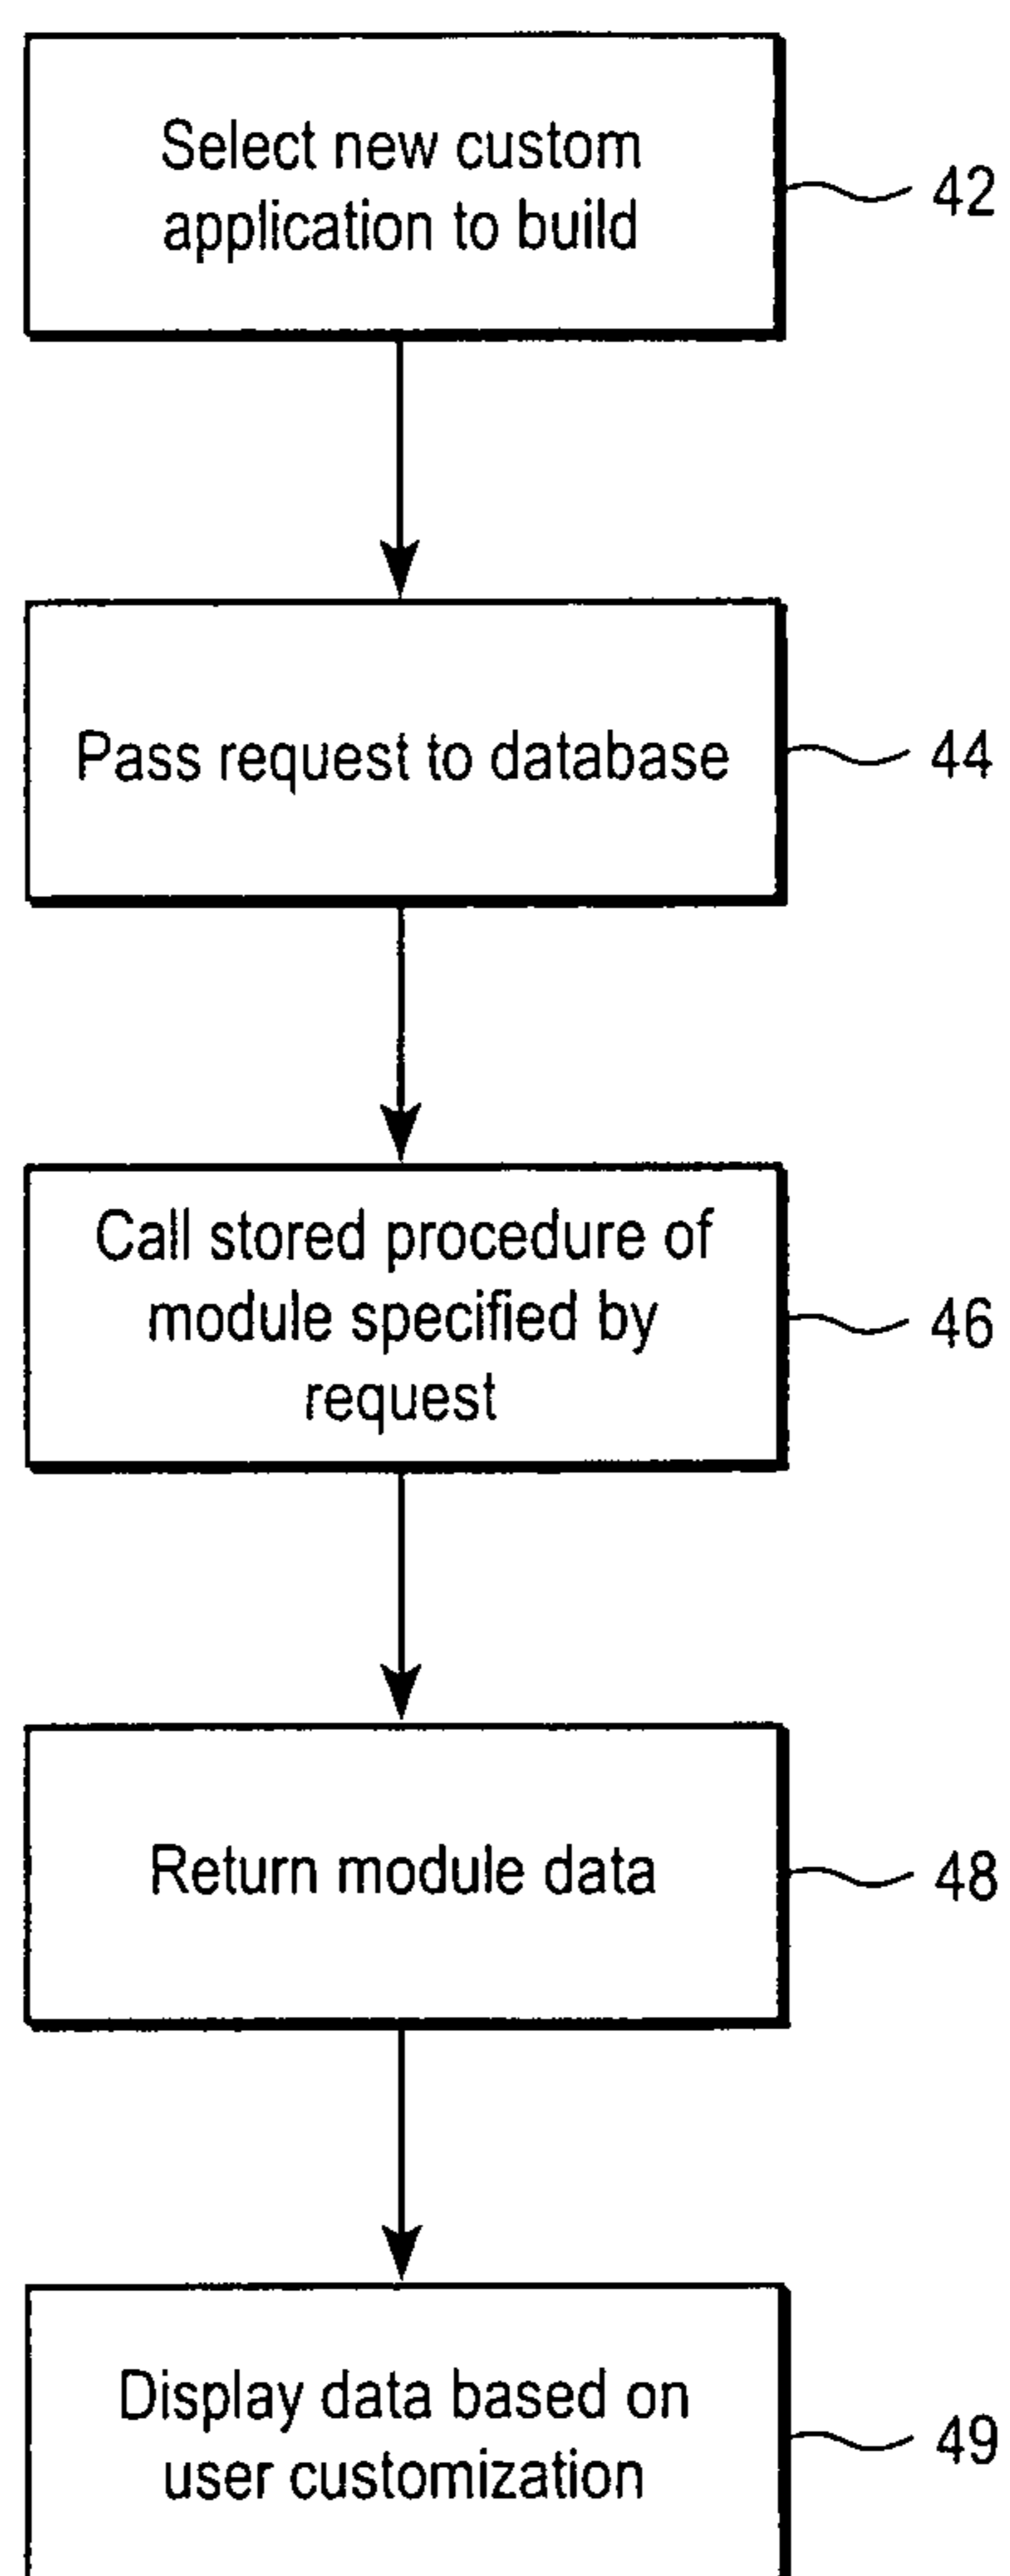 Select new custom
application to build
42
Pass request to database
44
Call stored procedure of
module specified by
request
46
Return module data
48
Display data based on
user customization
49